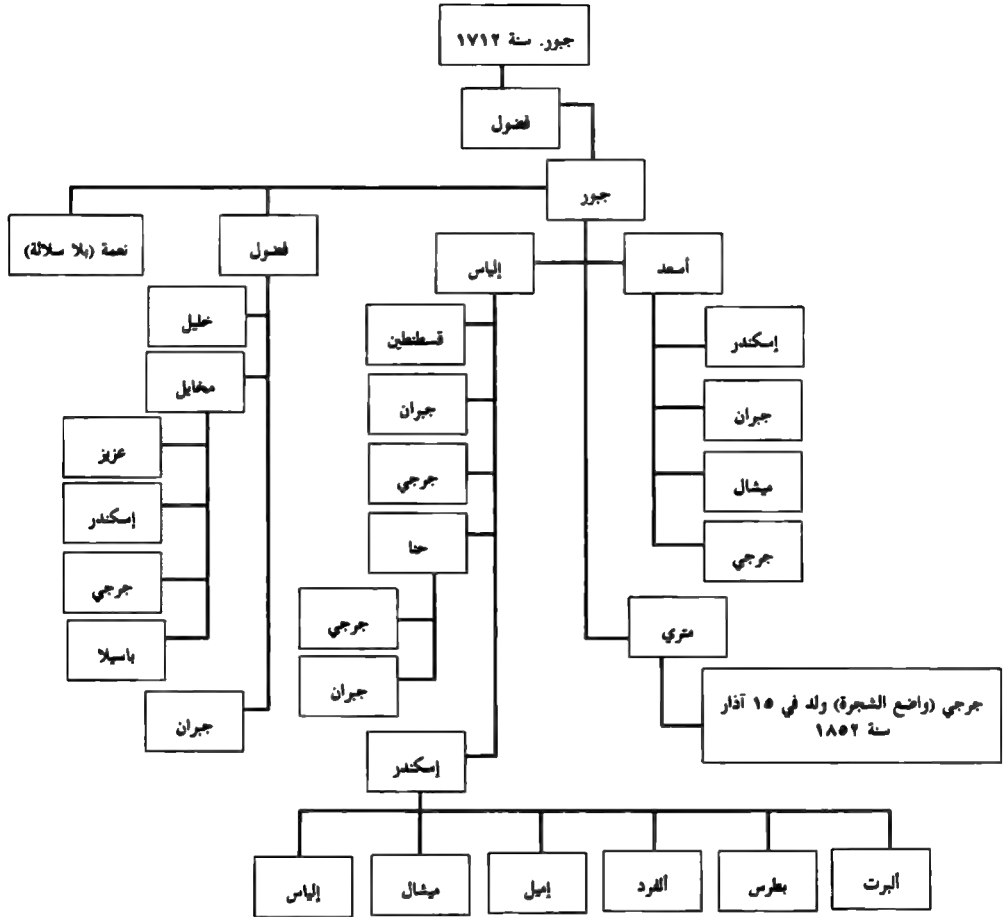 جبور. سنة ١٧١٢
فضول
جبور
نعمة (بلا سلالة)
فضول
إلياس
أسعد
خليل
مخايل
عزيز
إسكندر
جرجي
باسيلا
جبران
قسطنطين
جبران
جرجي
حنا
جرجي
جبران
إسكندر
إسكندر
جبران
ميشال
جرجي
متري
جرجي (واضع الشجرة) ولد في ١٥ آذار
سنة ١٨٥٢
ألبرت
بطرس
ألفرد
إميل
ميشال
إلياس